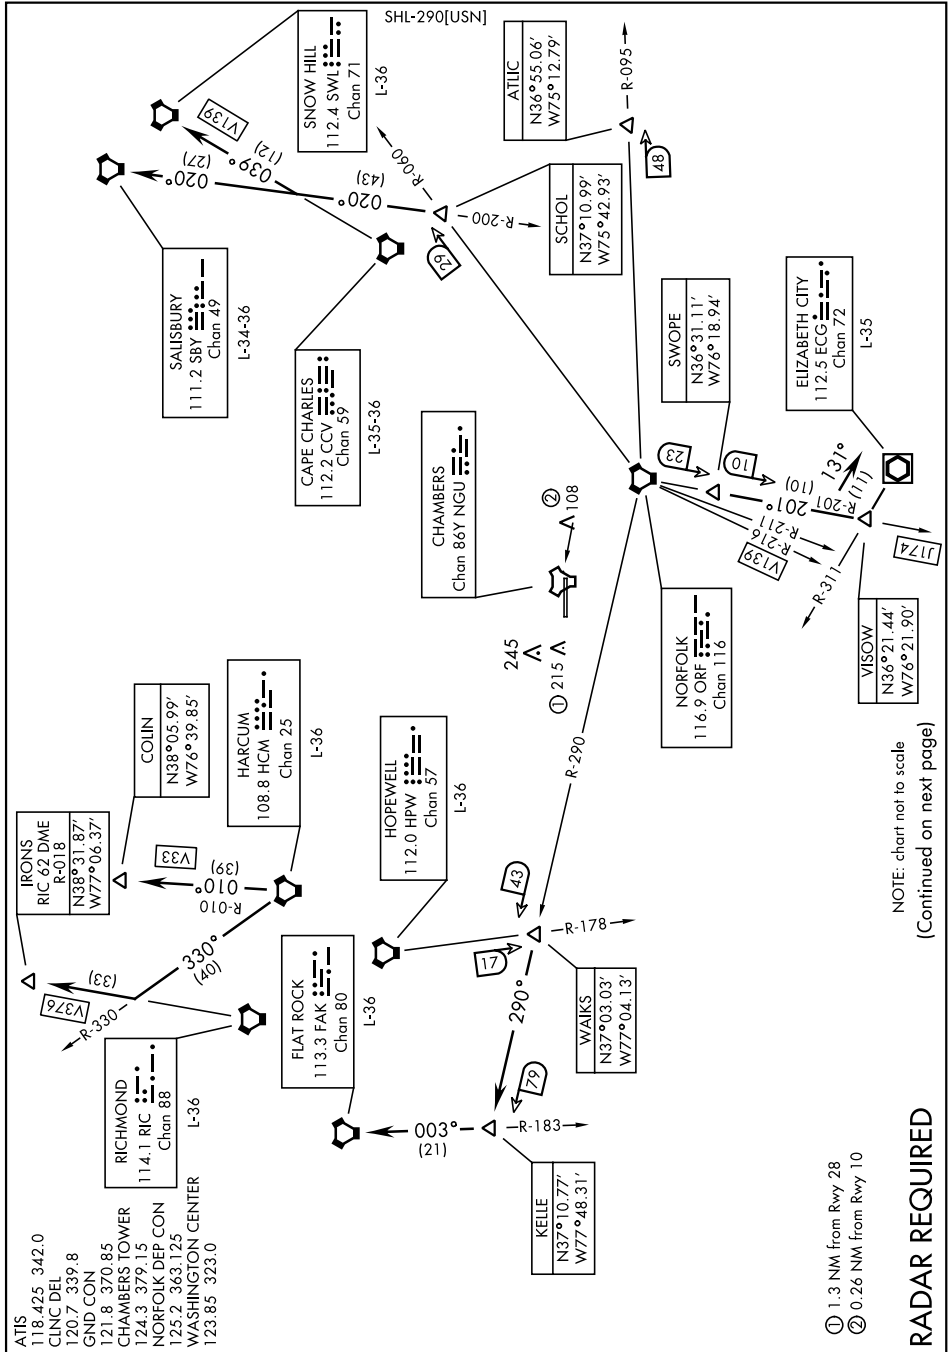 SHL-290[USN]
ATIS
118.425 342.0
CLNC DEL
120.7 339.8
GND CON
121.8 370.85
CHAMBERS TOWER
124.3 379.15
NORFOLK DEP CON
125.2 363.125
WASHINGTON CENTER
123.85 323.0
IRONS
RIC 62 DME
R-018
N38°31.87′
W77°06.37′
COLIN
N38°05.99′
W76°39.85′
HARCUM
108.8 HCM
Chan 25
L-36
RICHMOND
114.1 RIC
Chan 88
L-36
V376
(33)
R-330
330°
(40)
V33
(39)
010°
R-010
FLAT ROCK
113.3 FAK
Chan 80
L-36
HOPEWELL
112.0 HPW
Chan 57
L-36
SALISBURY
111.2 SBY
Chan 49
L-34-36
SNOW HILL
112.4 SWL
Chan 71
L-36
V139
(12)
039°
(27)
020°
(43)
020°
R-060
R-200
29
CAPE CHARLES
112.2 CCV
Chan 59
L-35-36
ATLIC
N36°55.06′
W75°12.79′
R-095
48
SCHOL
N37°10.99′
W75°42.93′
CHAMBERS
Chan 86Y NGU
② 108
245
① 215
SWOPE
N36°31.11′
W76°18.94′
ELIZABETH CITY
112.5 ECG
Chan 72
L-35
23
10
(10)
201°
R-201
R-211
R-216
V139
131°
(11)
R-311
J174
NORFOLK
116.9 ORF
Chan 116
VISOW
N36°21.44′
W76°21.90′
R-290
43
17
R-178
290°
WAIKS
N37°03.03′
W77°04.13′
79
003°
(21)
R-183
KELLE
N37°10.77′
W77°48.31′
NOTE: chart not to scale
(Continued on next page)
① 1.3 NM from Rwy 28
② 0.26 NM from Rwy 10
RADAR REQUIRED